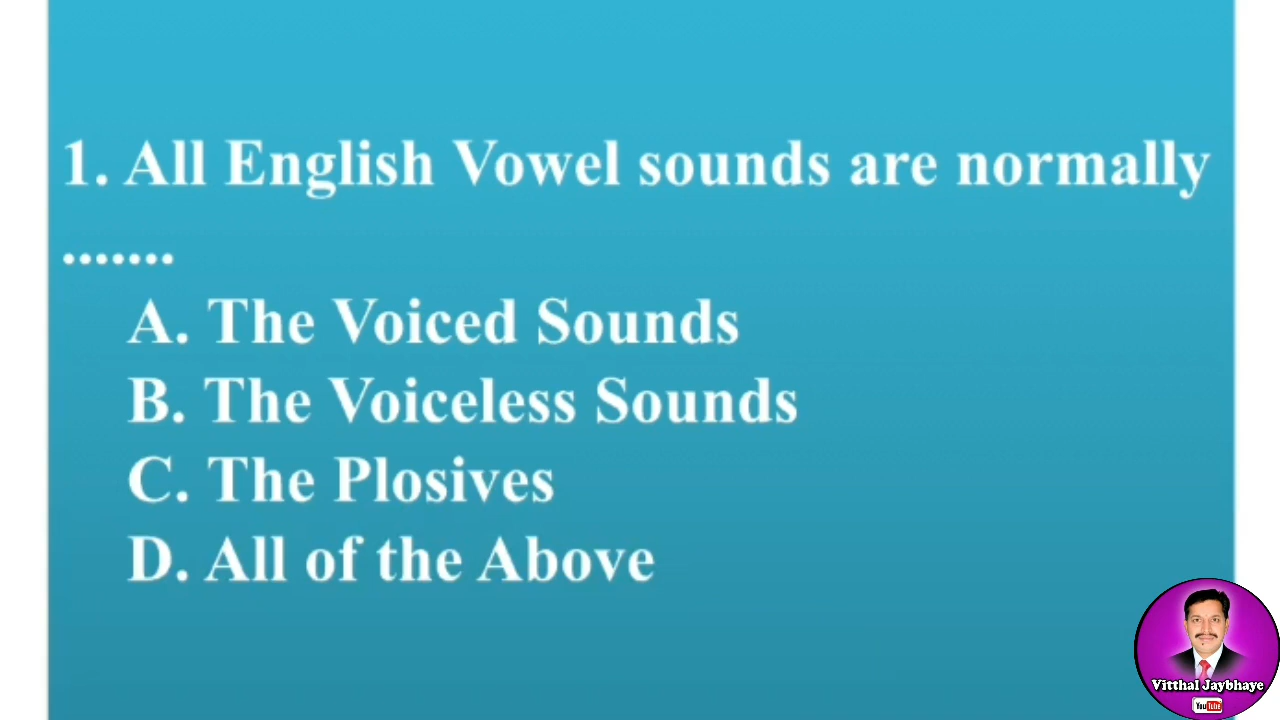 1. All English Vowel sounds are normally
.......
A. The Voiced Sounds
B. The Voiceless Sounds
C. The Plosives
D. All of the Above
Vitthal Jaybhaye
YouTube